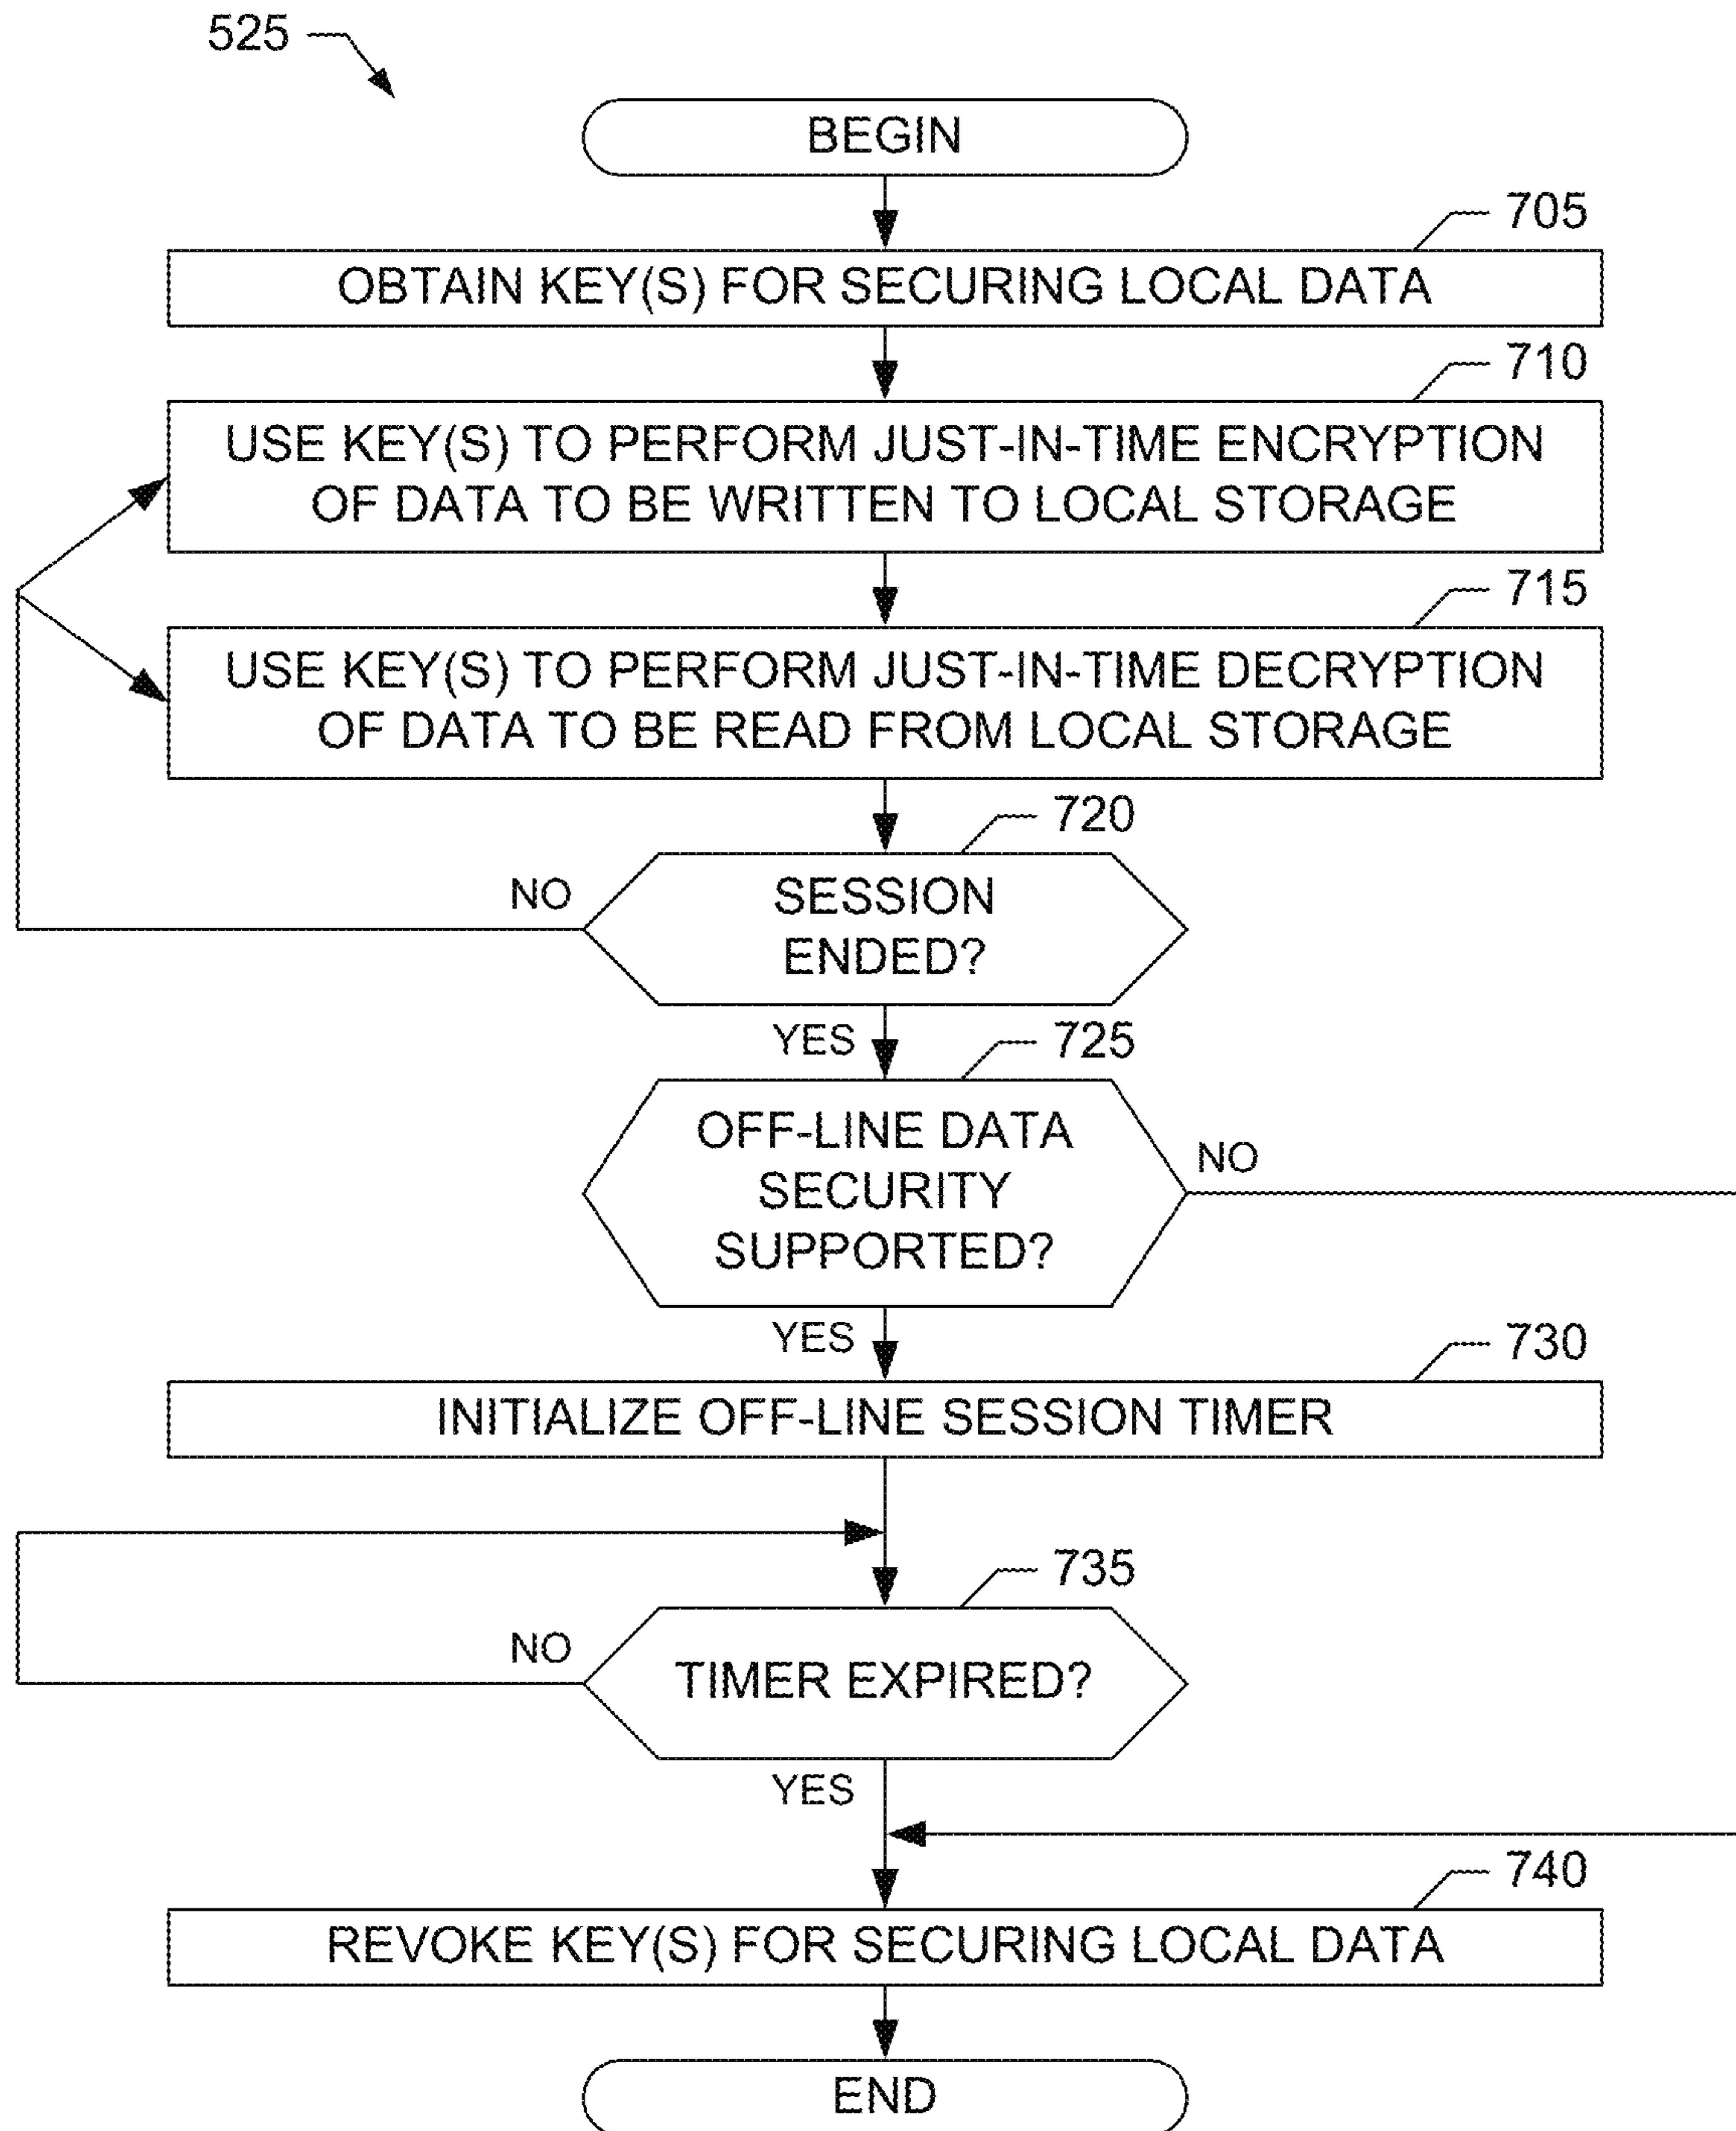 525
BEGIN
705
OBTAIN KEY(S) FOR SECURING LOCAL DATA
710
USE KEY(S) TO PERFORM JUST-IN-TIME ENCRYPTION
OF DATA TO BE WRITTEN TO LOCAL STORAGE
715
USE KEY(S) TO PERFORM JUST-IN-TIME DECRYPTION
OF DATA TO BE READ FROM LOCAL STORAGE
720
NO
SESSION
ENDED?
YES
725
OFF-LINE DATA
SECURITY
SUPPORTED?
NO
YES
730
INITIALIZE OFF-LINE SESSION TIMER
735
NO
TIMER EXPIRED?
YES
740
REVOKE KEY(S) FOR SECURING LOCAL DATA
END